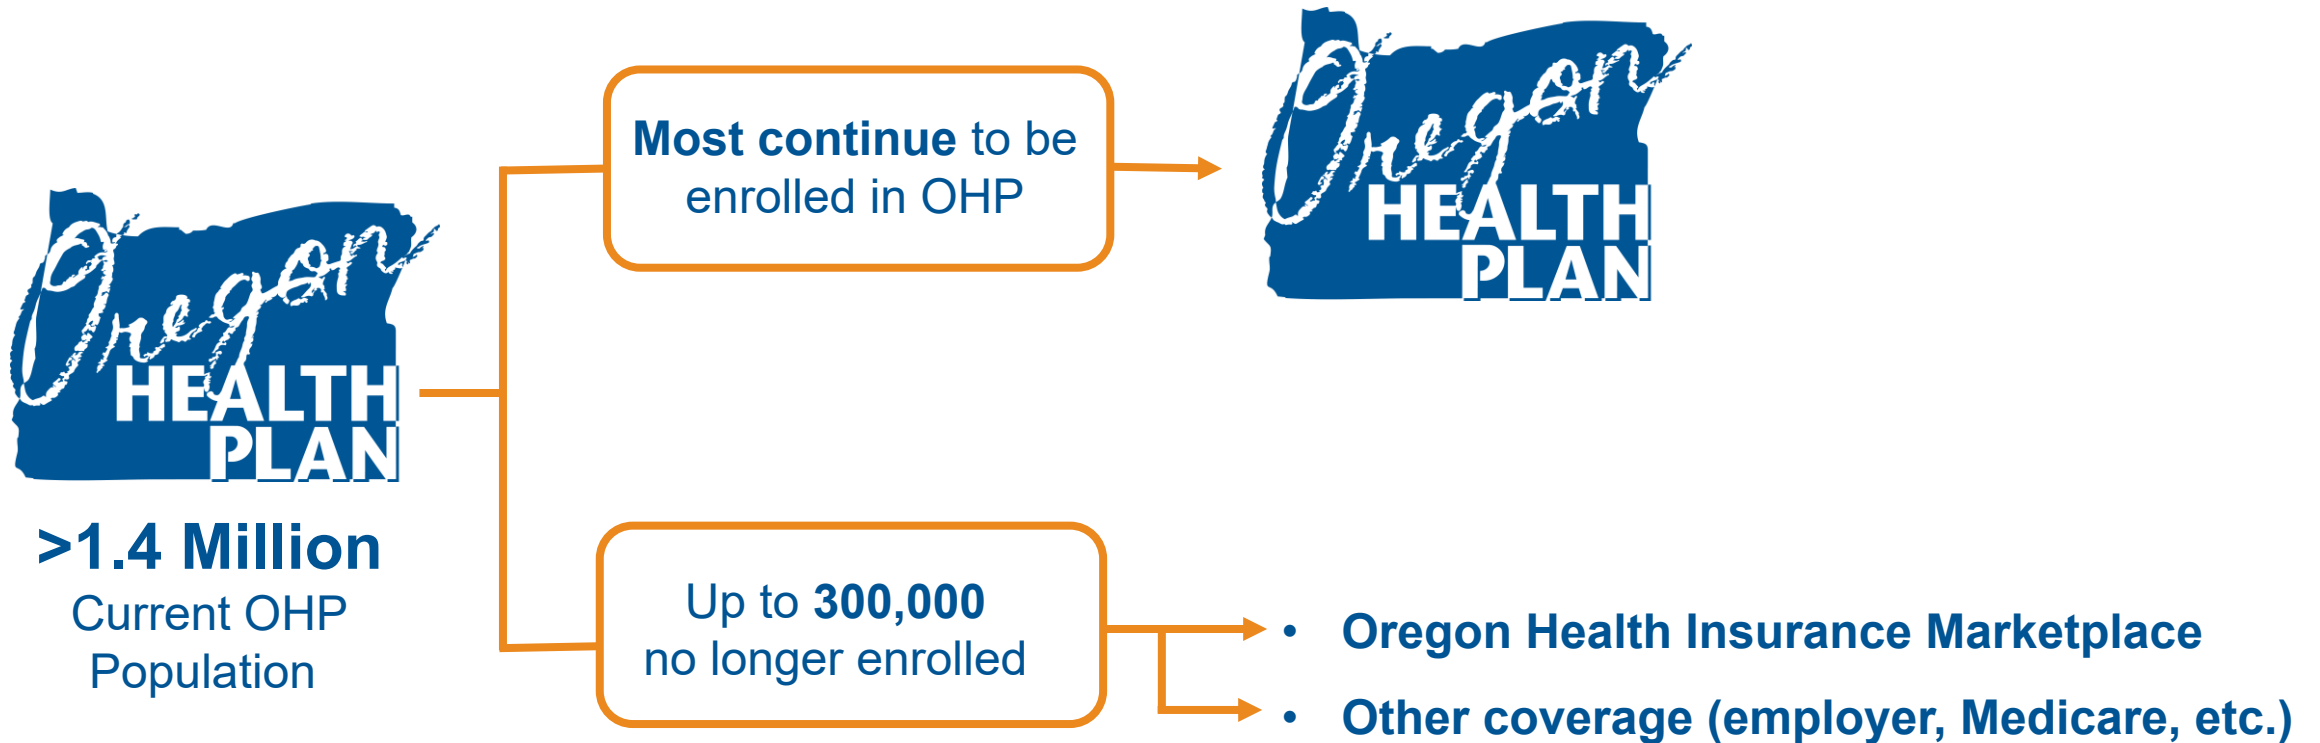 Oregon
HEALTH
PLAN
>1.4 Million
Current OHP
Population
Most continue to be
enrolled in OHP
Oregon
HEALTH
PLAN
Up to 300,000
no longer enrolled
• Oregon Health Insurance Marketplace
• Other coverage (employer, Medicare, etc.)